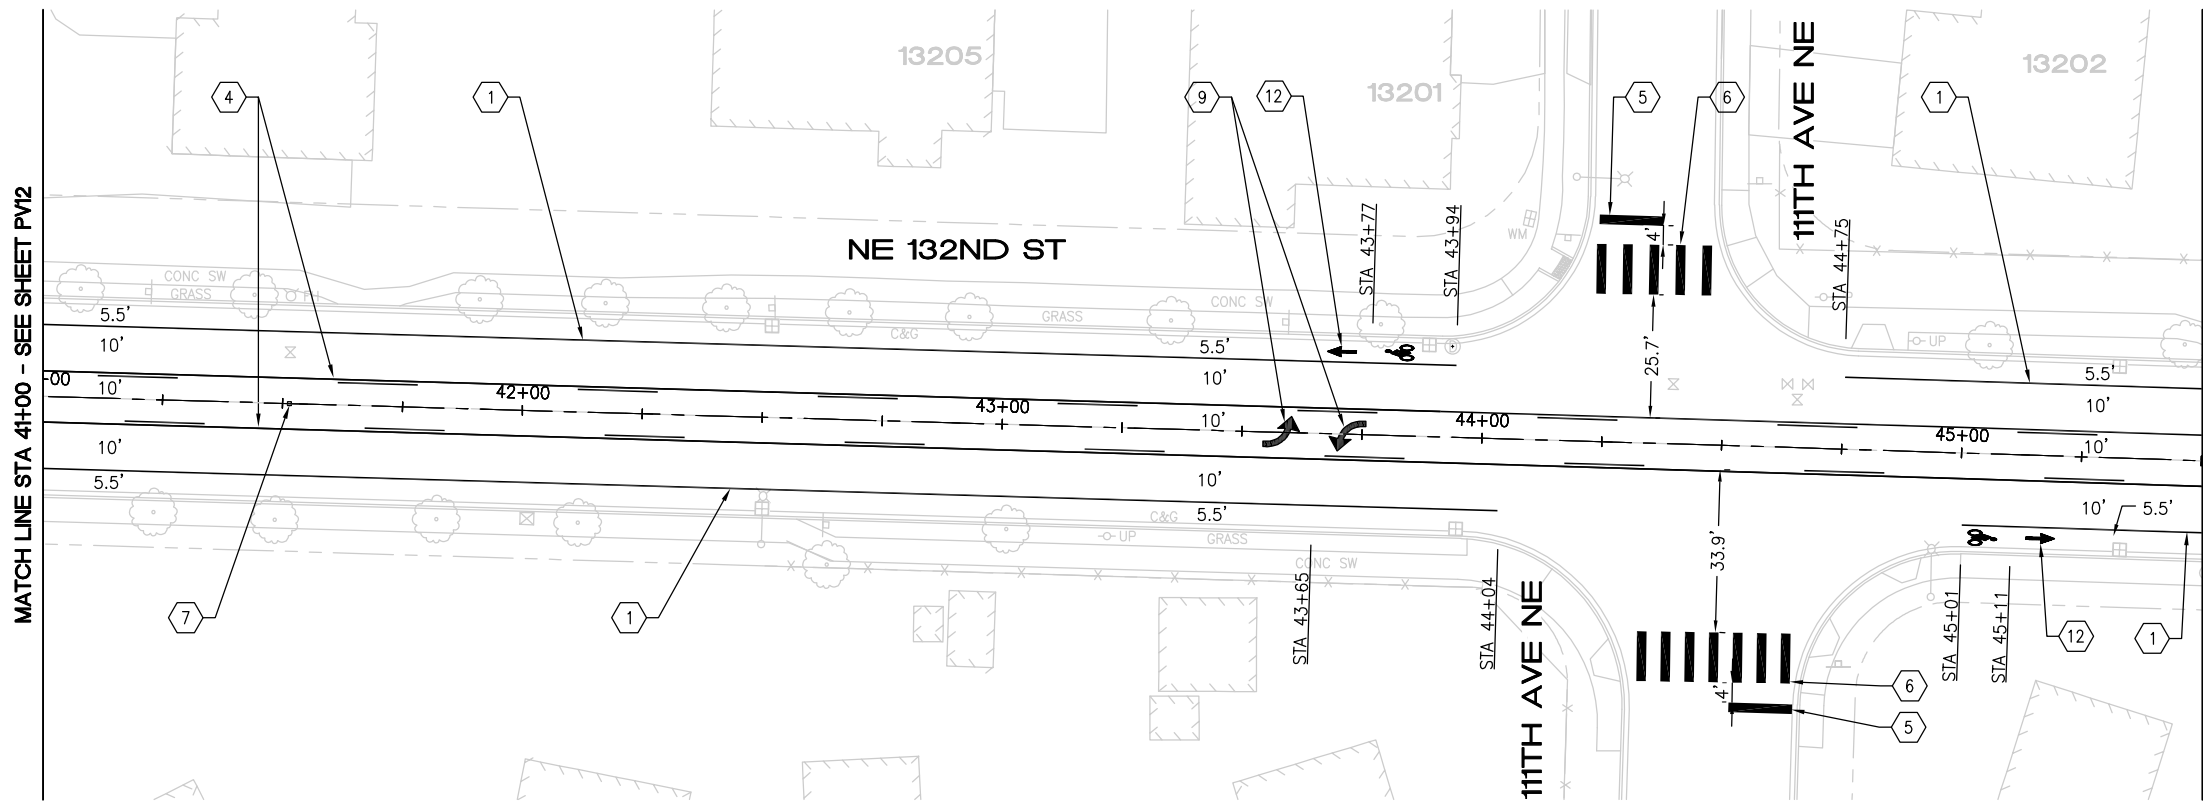 MATCH LINE STA 41+00 - SEE SHEET PV12
13205
13201
13202
4
1
9
12
5
6
1
111TH AVE NE
NE 132ND ST
STA 43+77
STA 43+94
STA 44+75
WM
4'
CONC SW
GRASS
C&G
GRASS
CONC SW
UP
5.5'
10'
-00
10'
42+00
43+00
5.5'
10'
10'
44+00
25.7'
45+00
5.5'
10'
10'
10'
5.5'
10'
5.5'
C&G
UP
GRASS
CONC SW
10'
5.5'
33.9'
STA 43+65
STA 44+04
111TH AVE NE
STA 45+01
STA 45+11
7
1
12
1
4'
6
5